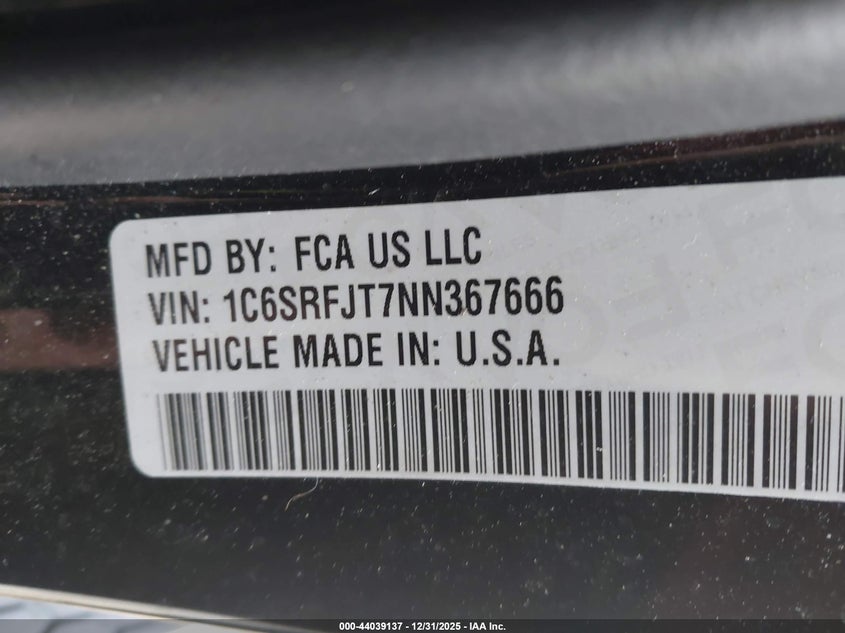 MFD BY: FCA US LLC
VIN: 1C6SRFJT7NN367666
VEHICLE MADE IN: U.S.A.
000-44039137 - 12/31/2025 - IAA Inc.